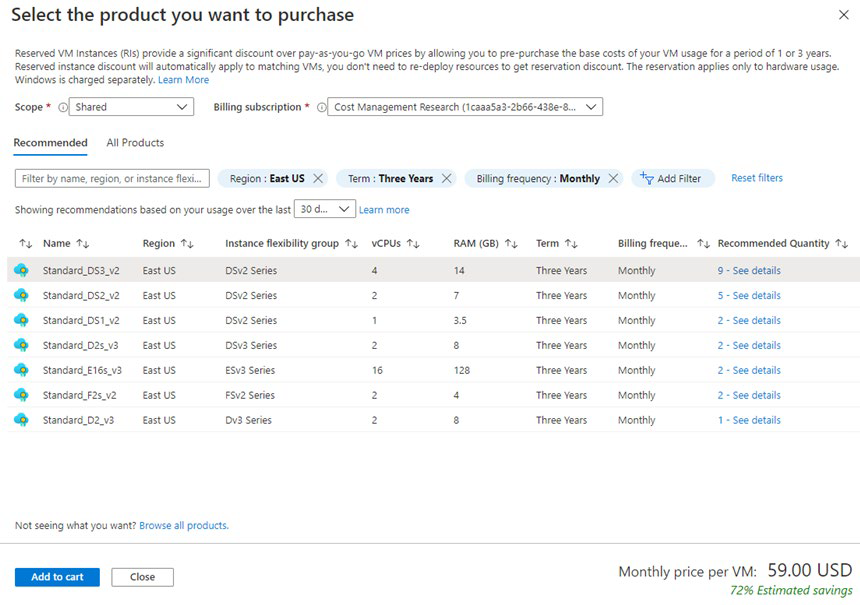 Select the product you want to purchase
Reserved VM Instances (RIs) provide a significant discount over pay-as-you-go VM prices by allowing you to pre-purchase the base costs of your VM usage for a period of 1 or 3 years.
Reserved instance discount will automatically apply to matching VMs, you don't need to re-deploy resources to get reservation discount. The reservation applies only to hardware usage.
Windows is charged separately. Learn More
Scope * Shared Billing subscription * Cost Management Research (1caaa5a3-2b66-438e-8...
Recommended All Products
Filter by name, region, or instance flexi... Region : East US Term : Three Years Billing frequency : Monthly Add Filter Reset filters
Showing recommendations based on your usage over the last 30 d... Learn more
Name Region Instance flexibility group vCPUs RAM (GB) Term Billing freque... Recommended Quantity
Standard_DS3_v2 East US DSv2 Series 4 14 Three Years Monthly 9 - See details
Standard_DS2_v2 East US DSv2 Series 2 7 Three Years Monthly 5 - See details
Standard_DS1_v2 East US DSv2 Series 1 3.5 Three Years Monthly 2 - See details
Standard_D2s_v3 East US DSv3 Series 2 8 Three Years Monthly 2 - See details
Standard_E16s_v3 East US ESv3 Series 16 128 Three Years Monthly 2 - See details
Standard_F2s_v2 East US FSv2 Series 2 4 Three Years Monthly 2 - See details
Standard_D2_v3 East US Dv3 Series 2 8 Three Years Monthly 1 - See details
Not seeing what you want? Browse all products.
Add to cart Close Monthly price per VM: 59.00 USD
72% Estimated savings